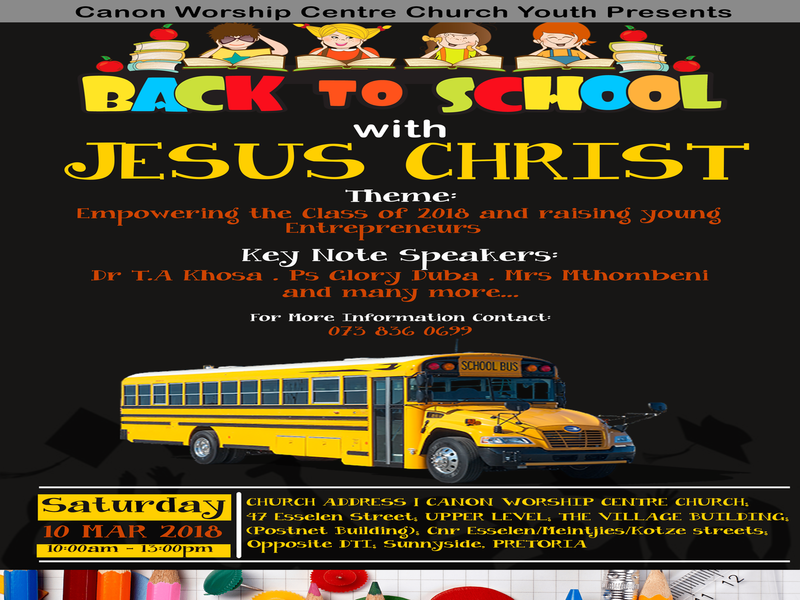 Canon Worship Centre Church Youth Presents
BACK TO SCHOOL
with
JESUS CHRIST
Theme:
Empowering the Class of 2018 and raising young
Entrepreneurs
Key Note Speakers:
Dr T.A Khosa . Ps Glory Duba . Mrs Mthombeni
and many more...
For More Information Contact:
073 836 0699
SCHOOL BUS
Saturday
10 MAR 2018
10:00am - 13:00pm
CHURCH ADDRESS | CANON WORSHIP CENTRE CHURCH;
47 Esselen Street; UPPER LEVEL; THE VILLAGE BUILDING;
(Postnet Building); Cnr Esselen/Meintjies/Kotze streets;
Opposite DTI; Sunnyside, PRETORIA